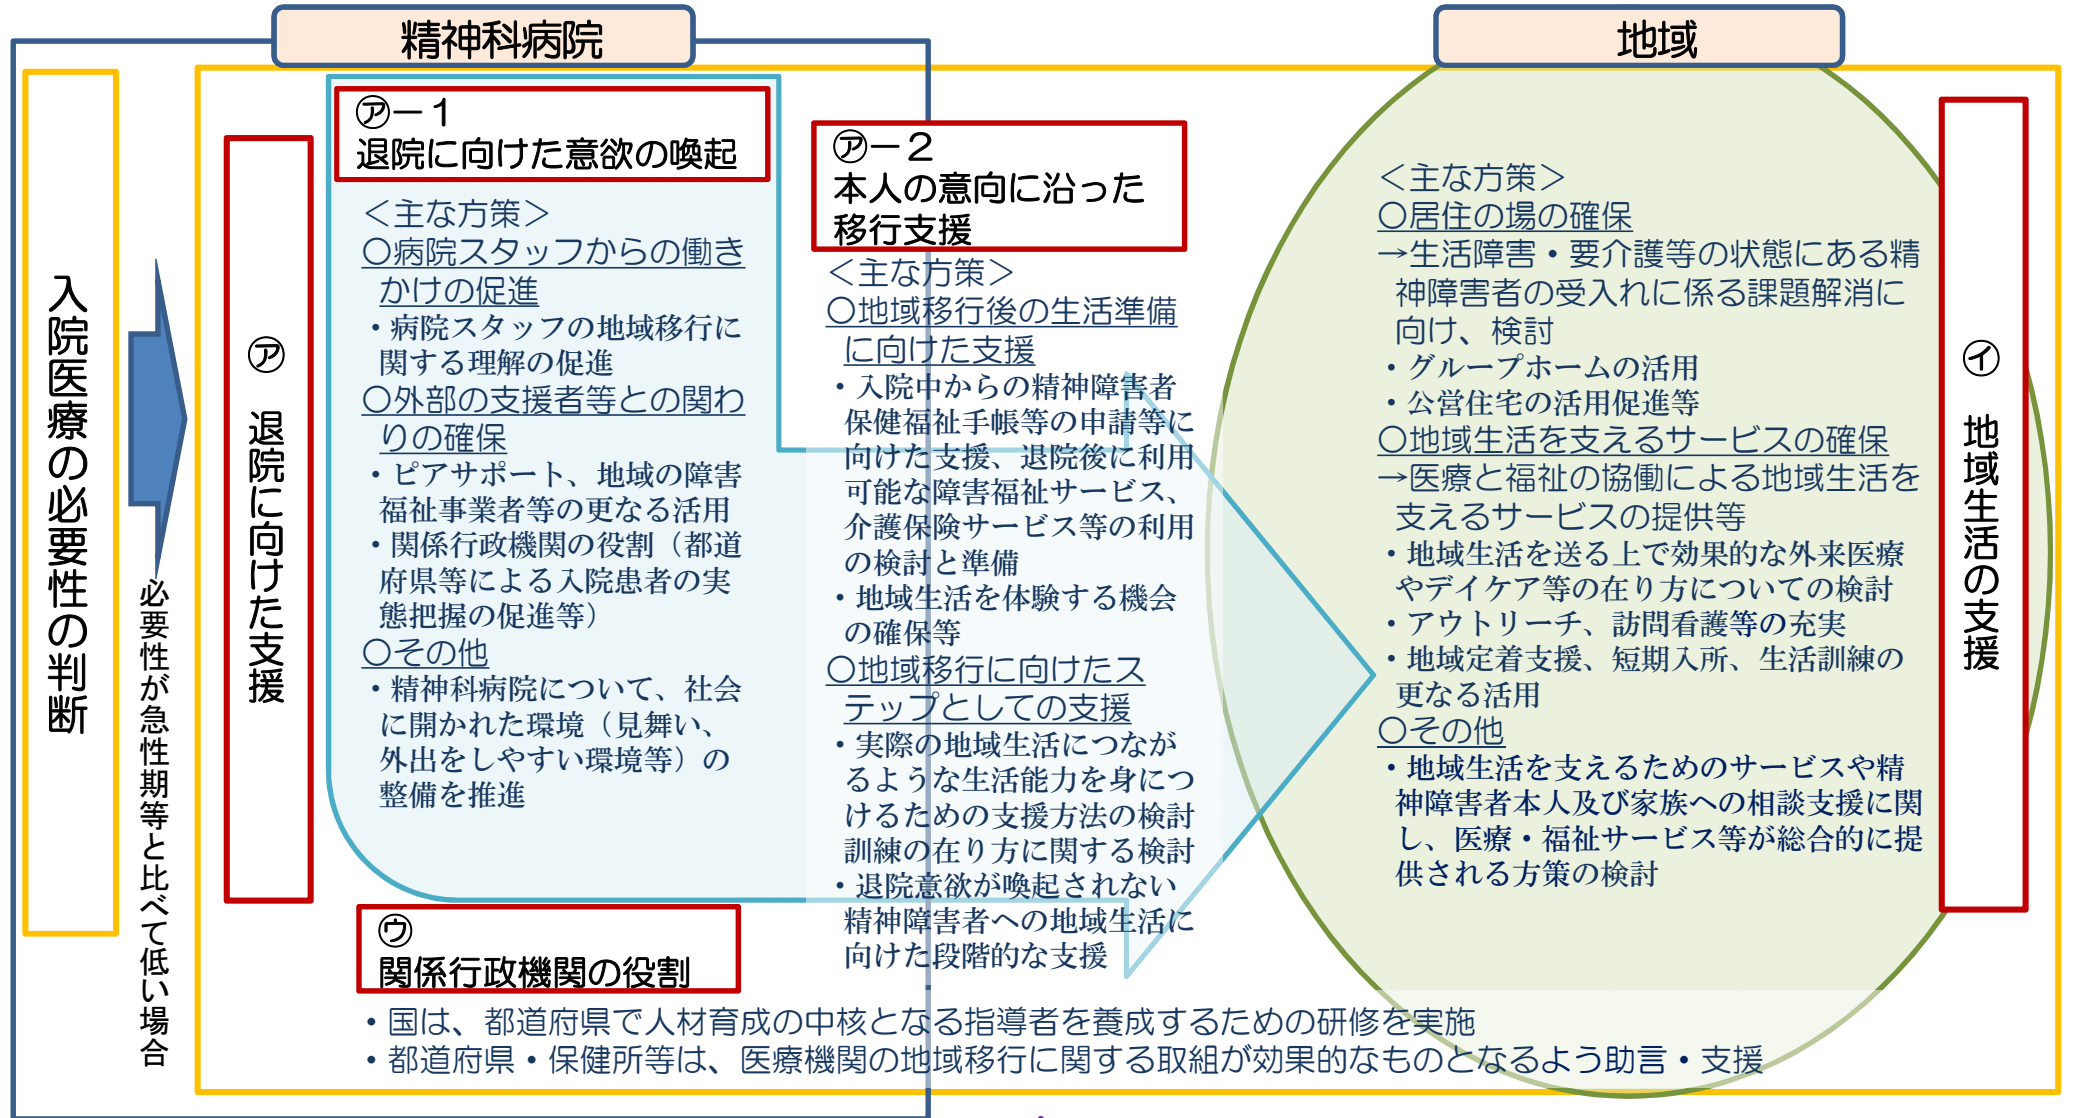 精神科病院
地域
入院医療の必要性の判断
必要性が急性期等と比べて低い場合
㋐ 退院に向けた支援
㋐－１
退院に向けた意欲の喚起
＜主な方策＞
○病院スタッフからの働き
かけの促進
・病院スタッフの地域移行に
関する理解の促進
○外部の支援者等との関わ
りの確保
・ピアサポート、地域の障害
福祉事業者等の更なる活用
・関係行政機関の役割（都道
府県等による入院患者の実
態把握の促進等）
○その他
・精神科病院について、社会
に開かれた環境（見舞い、
外出をしやすい環境等）の
整備を推進
㋐－２
本人の意向に沿った
移行支援
＜主な方策＞
○地域移行後の生活準備
に向けた支援
・入院中からの精神障害者
保健福祉手帳等の申請等に
向けた支援、退院後に利用
可能な障害福祉サービス、
介護保険サービス等の利用
の検討と準備
・地域生活を体験する機会
の確保等
○地域移行に向けたス
テップとしての支援
・実際の地域生活につなが
るような生活能力を身につ
けるための支援方法の検討
訓練の在り方に関する検討
・退院意欲が喚起されない
精神障害者への地域生活に
向けた段階的な支援
＜主な方策＞
○居住の場の確保
→生活障害・要介護等の状態にある精
神障害者の受入れに係る課題解消に
向け、検討
・グループホームの活用
・公営住宅の活用促進等
○地域生活を支えるサービスの確保
→医療と福祉の協働による地域生活を
支えるサービスの提供等
・地域生活を送る上で効果的な外来医療
やデイケア等の在り方についての検討
・アウトリーチ、訪問看護等の充実
・地域定着支援、短期入所、生活訓練の
更なる活用
○その他
・地域生活を支えるためのサービスや精
神障害者本人及び家族への相談支援に関
し、医療・福祉サービス等が総合的に提
供される方策の検討
㋑ 地域生活の支援
㋒
関係行政機関の役割
・国は、都道府県で人材育成の中核となる指導者を養成するための研修を実施
・都道府県・保健所等は、医療機関の地域移行に関する取組が効果的なものとなるよう助言・支援